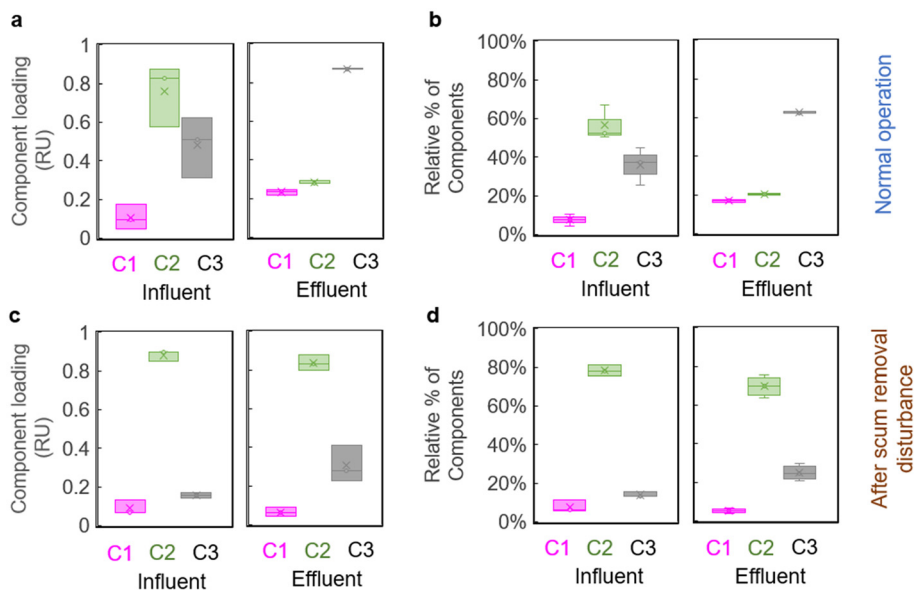 a
Component loading
(RU)
1
0.8
0.6
0.4
0.2
0
C1 C2 C3
Influent
C1 C2 C3
Effluent
b
Relative % of
Components
100%
80%
60%
40%
20%
0%
C1 C2 C3
Influent
C1 C2 C3
Effluent
Normal operation
c
Component loading
(RU)
1
0.8
0.6
0.4
0.2
0
C1 C2 C3
Influent
C1 C2 C3
Effluent
d
Relative % of
Components
100%
80%
60%
40%
20%
0%
C1 C2 C3
Influent
C1 C2 C3
Effluent
After scum removal
disturbance